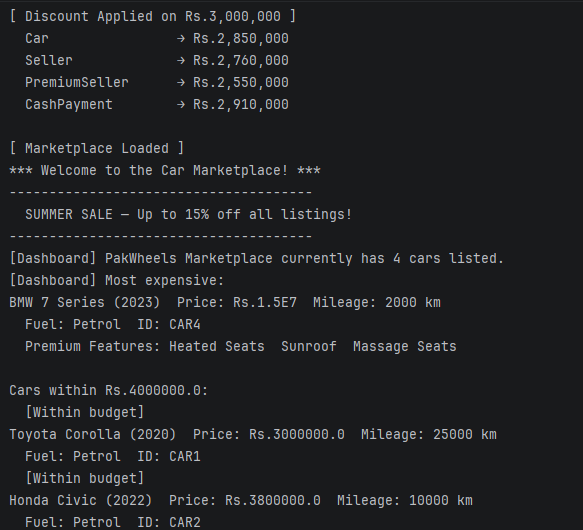 [ Discount Applied on Rs.3,000,000 ]
  Car                → Rs.2,850,000
  Seller             → Rs.2,760,000
  PremiumSeller      → Rs.2,550,000
  CashPayment        → Rs.2,910,000

[ Marketplace Loaded ]
*** Welcome to the Car Marketplace! ***
--------------------------------------
  SUMMER SALE — Up to 15% off all listings!
--------------------------------------
[Dashboard] PakWheels Marketplace currently has 4 cars listed.
[Dashboard] Most expensive:
BMW 7 Series (2023)  Price: Rs.1.5E7  Mileage: 2000 km
  Fuel: Petrol  ID: CAR4
  Premium Features: Heated Seats  Sunroof  Massage Seats

Cars within Rs.4000000.0:
  [Within budget]
Toyota Corolla (2020)  Price: Rs.3000000.0  Mileage: 25000 km
  Fuel: Petrol  ID: CAR1
  [Within budget]
Honda Civic (2022)  Price: Rs.3800000.0  Mileage: 10000 km
  Fuel: Petrol  ID: CAR2